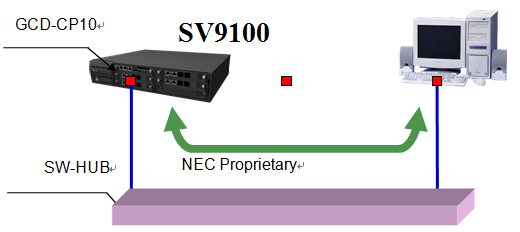 GCD-CP10
SV9100
NEC Proprietary
SW-HUB